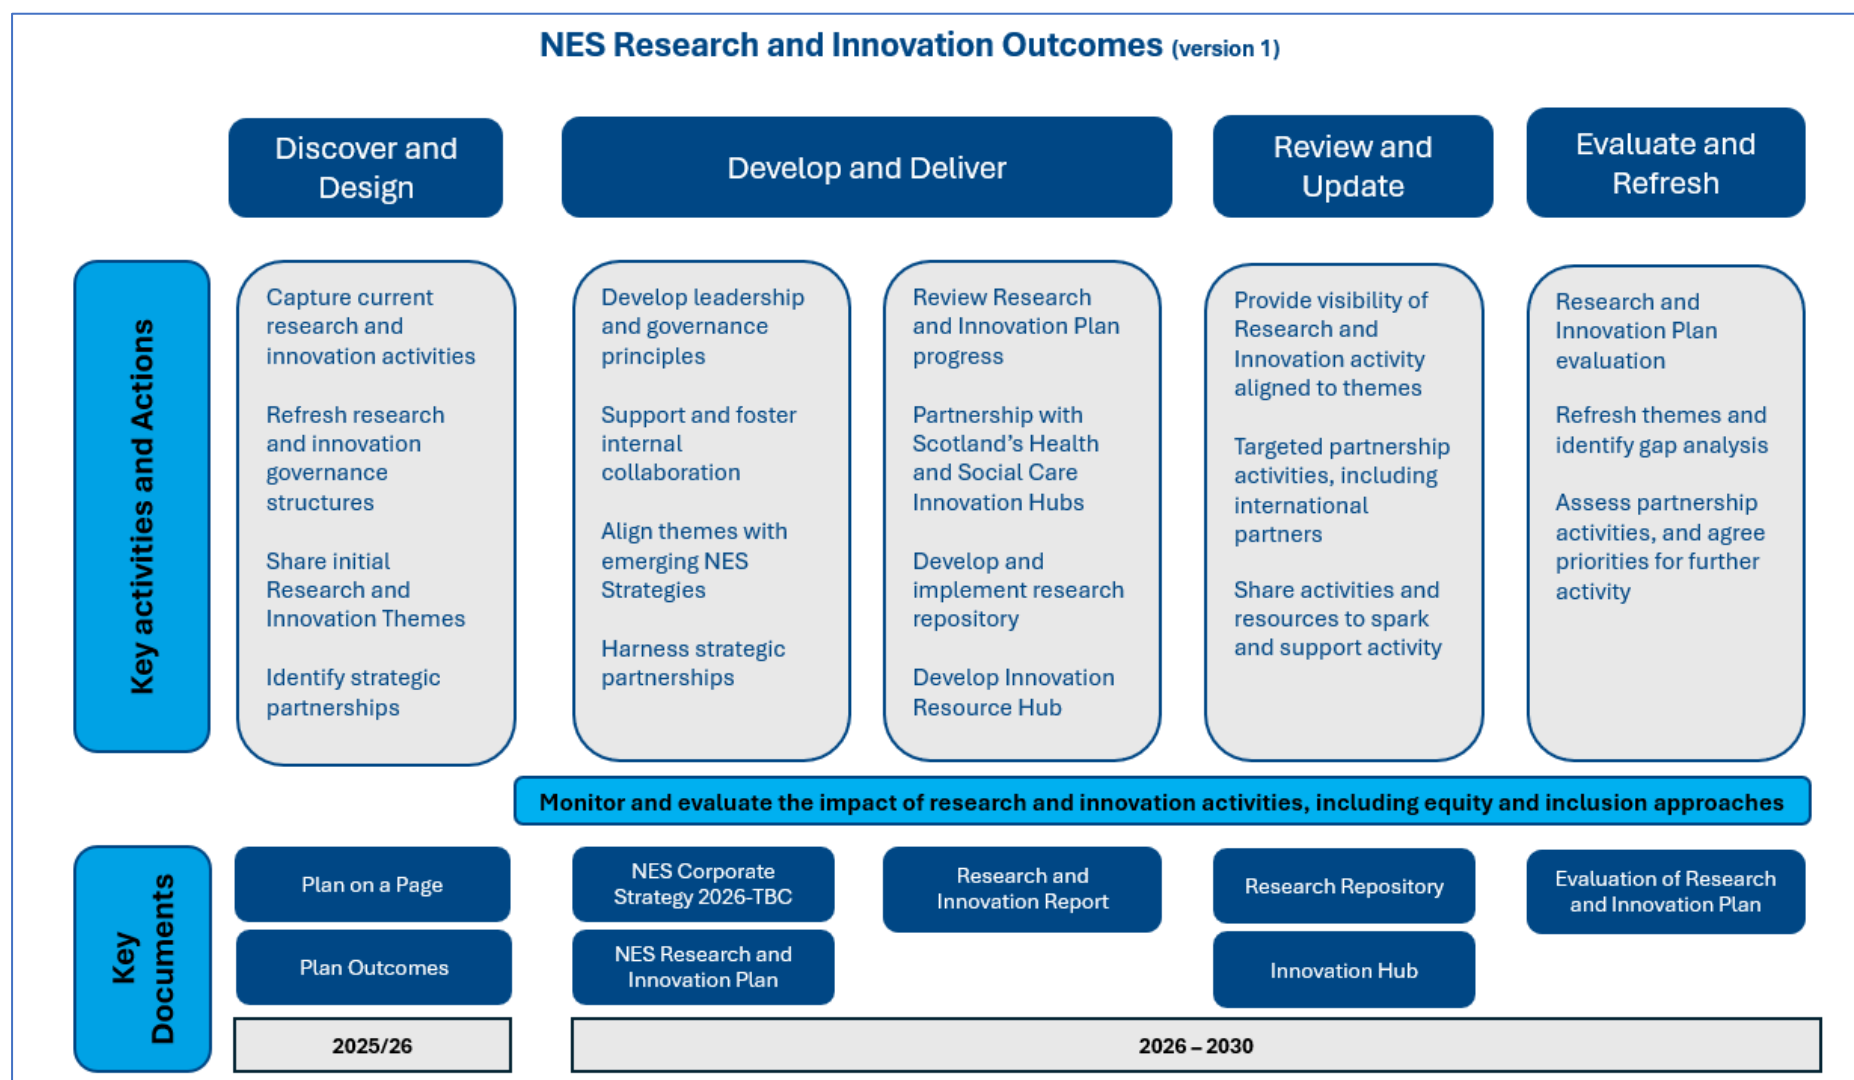 NES Research and Innovation Outcomes (version 1)
Discover and
Design
Develop and Deliver
Review and
Update
Evaluate and
Refresh
Key activities and Actions
Capture current
research and
innovation activities
Refresh research
and innovation
governance
structures
Share initial
Research and
Innovation Themes
Identify strategic
partnerships
Develop leadership
and governance
principles
Support and foster
internal
collaboration
Align themes with
emerging NES
Strategies
Harness strategic
partnerships
Review Research
and Innovation Plan
progress
Partnership with
Scotland’s Health
and Social Care
Innovation Hubs
Develop and
implement research
repository
Develop Innovation
Resource Hub
Provide visibility of
Research and
Innovation activity
aligned to themes
Targeted partnership
activities, including
international
partners
Share activities and
resources to spark
and support activity
Research and
Innovation Plan
evaluation
Refresh themes and
identify gap analysis
Assess partnership
activities, and agree
priorities for further
activity
Monitor and evaluate the impact of research and innovation activities, including equity and inclusion approaches
Key
Documents
Plan on a Page
Plan Outcomes
NES Corporate
Strategy 2026-TBC
NES Research and
Innovation Plan
Research and
Innovation Report
Research Repository
Innovation Hub
Evaluation of Research
and Innovation Plan
2025/26
2026 – 2030